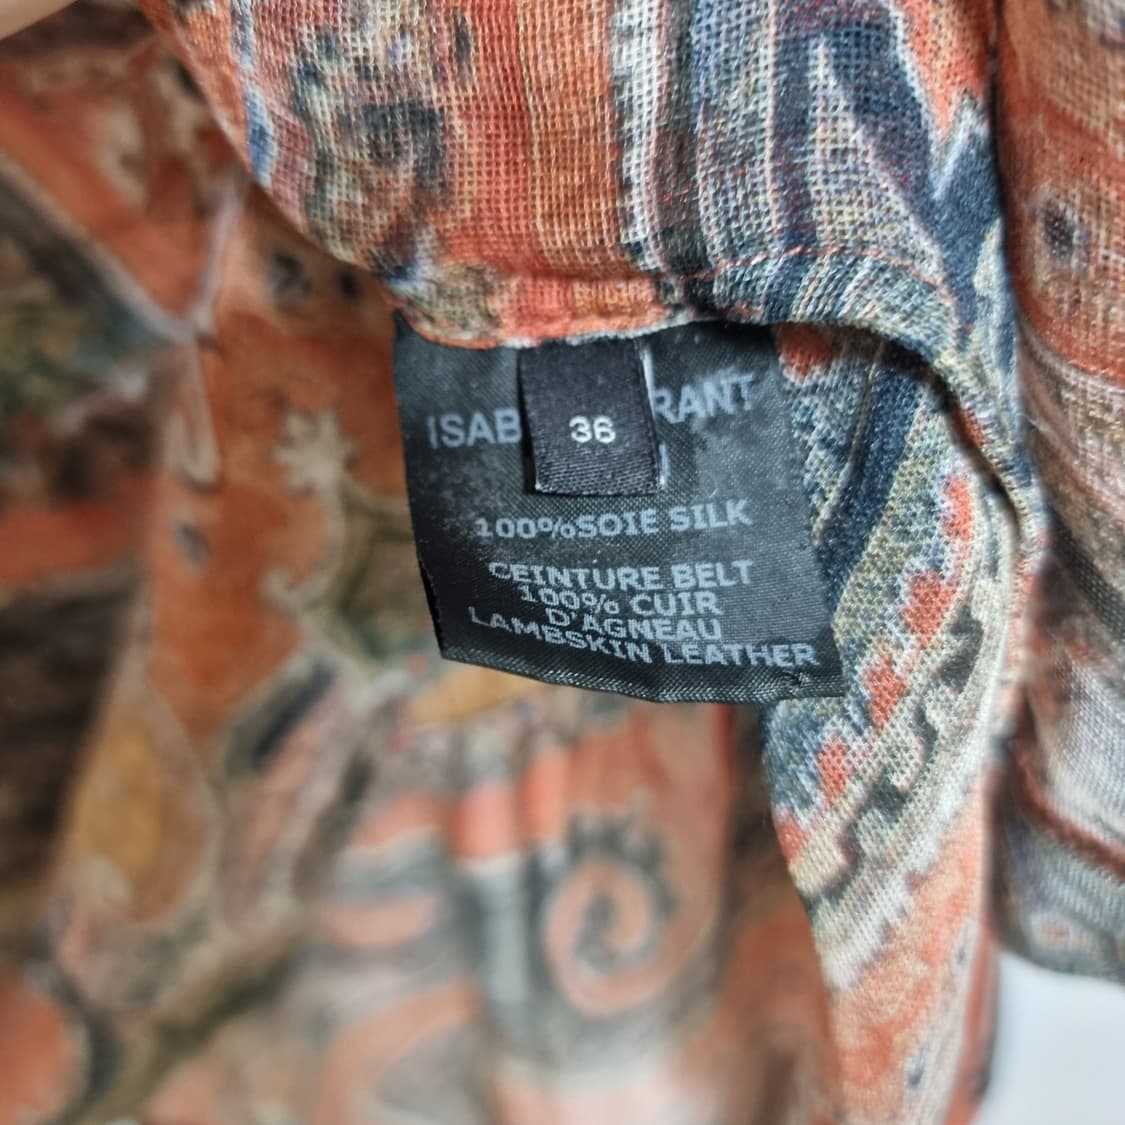 ISAB RANT
36
100%SOIE SILK
CEINTURE BELT
100% CUIR
D'AGNEAU
LAMBSKIN LEATHER